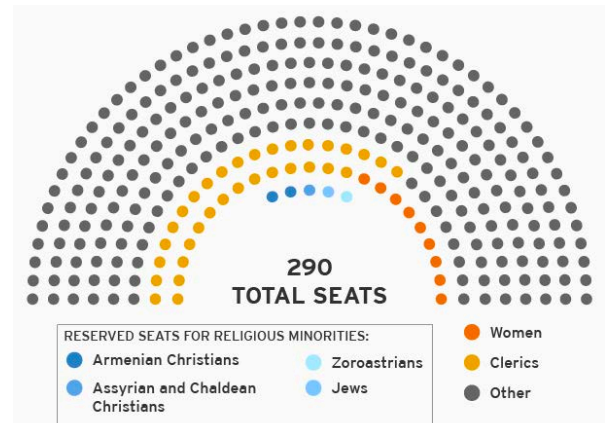 290
TOTAL SEATS
RESERVED SEATS FOR RELIGIOUS MINORITIES:
Armenian Christians
Zoroastrians
Assyrian and Chaldean
Christians
Jews
Women
Clerics
Other